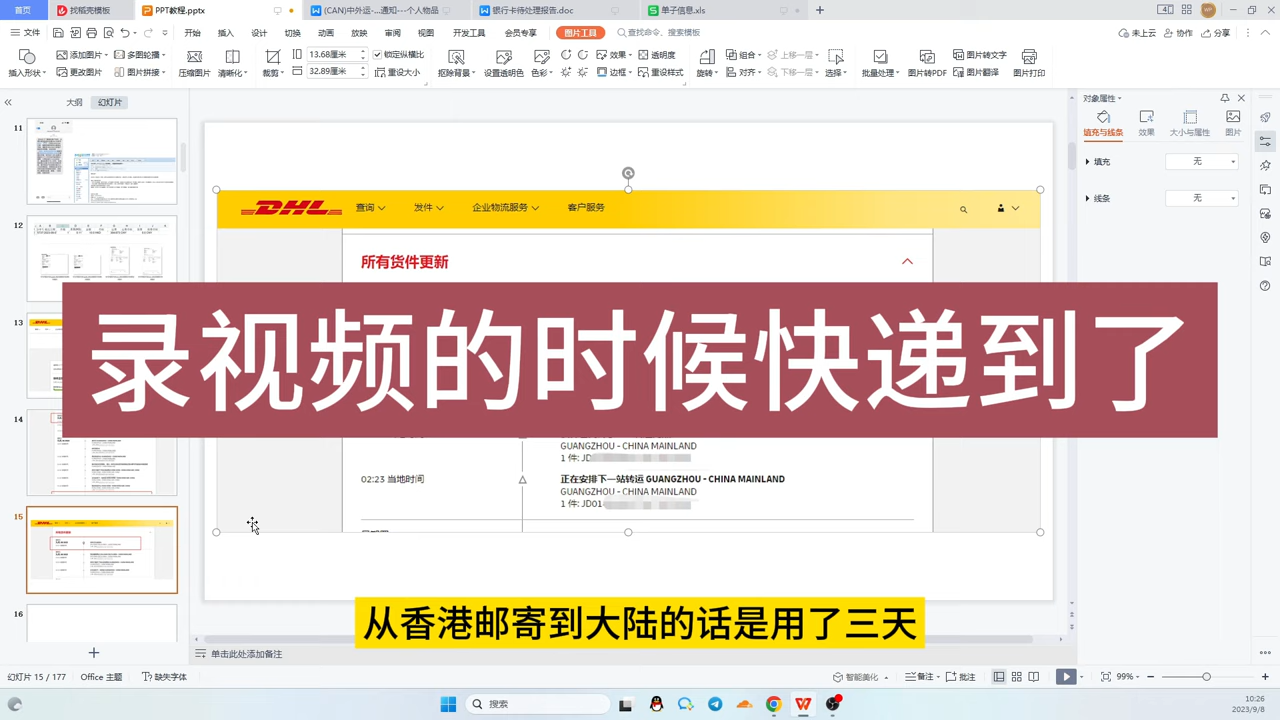 首页
找稿壳模板
PPT教程.pptx
(CAN)中外运-...通知---个人物品
银行卡待处理报告.doc
单子信息.xls
WP
文件
开始
插入
设计
切换
动画
放映
审阅
视图
开发工具
会员专享
图片工具
查找命令、搜索模板
未上云
协作
分享
插入形状
添加图片
多图轮播
更改图片
图片拼接
压缩图片
清晰化
裁剪
13.68厘米
32.89厘米
锁定纵横比
重设大小
抠除背景
设置透明色
色彩
效果
透明度
边框
重设样式
旋转
组合
对齐
上移一层
下移一层
选择
批量处理
图片转PDF
图片转文字
图片翻译
图片打印
大纲
幻灯片
11
12
13
14
15
16
DHL
查询
发件
企业物流服务
客户服务
所有货件更新
录视频的时候快递到了
GUANGZHOU - CHINA MAINLAND
1 件: JD
02:23 当地时间
正在安排下一站转运 GUANGZHOU - CHINA MAINLAND
GUANGZHOU - CHINA MAINLAND
1 件: JD01
从香港邮寄到大陆的话是用了三天
对象属性
填充与线条
效果
大小与属性
图片
填充
无
线条
无
单击此处添加备注
幻灯片 15 / 177
Office 主题
缺失字体
智能美化
备注
批注
99%
搜索
10:26
2023/9/8